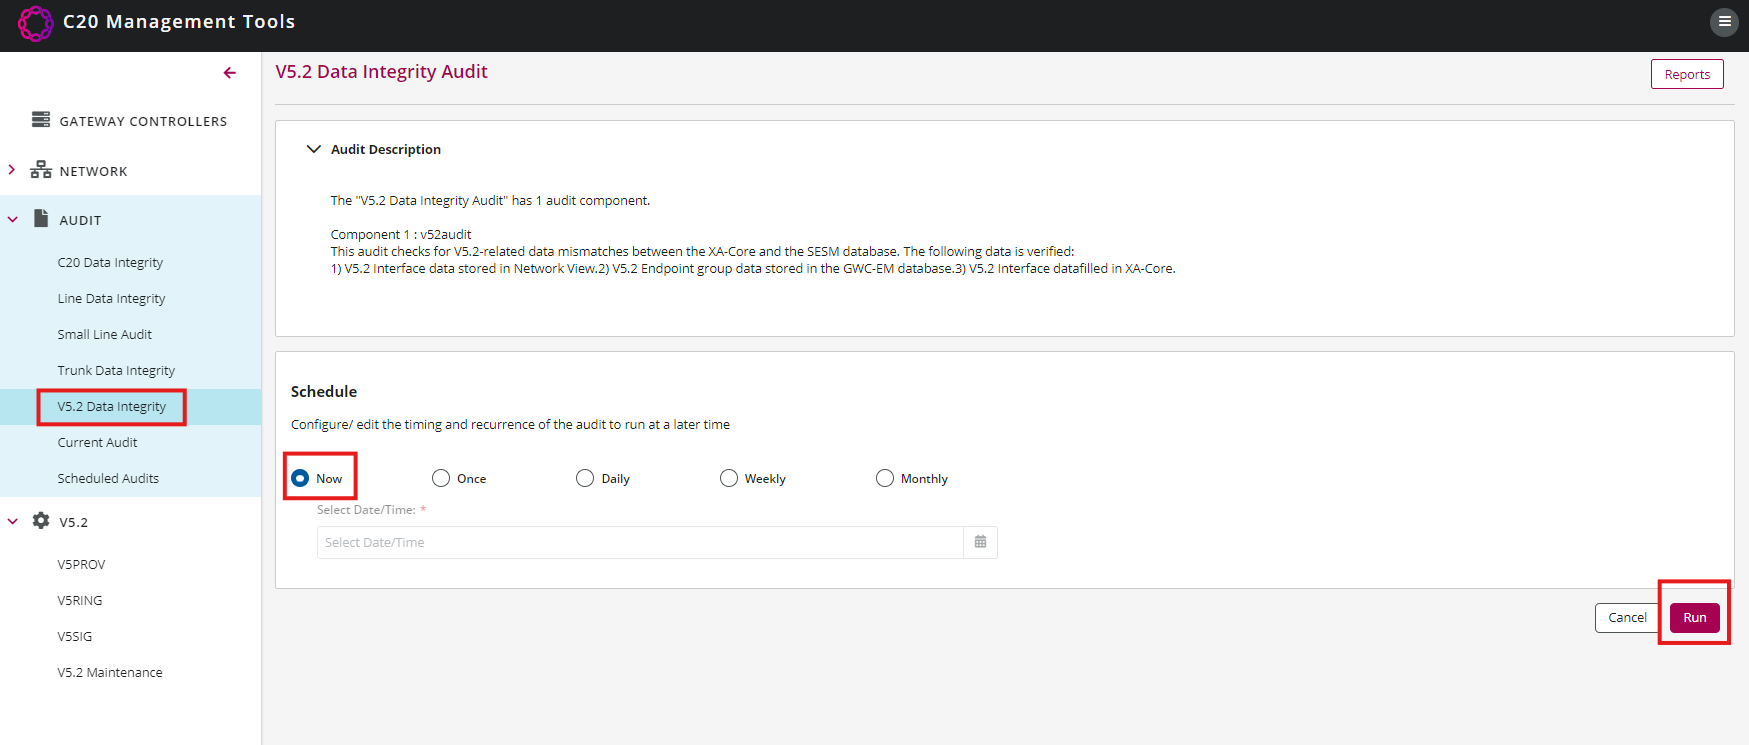 C20 Management Tools
GATEWAY CONTROLLERS
NETWORK
AUDIT
C20 Data Integrity
Line Data Integrity
Small Line Audit
Trunk Data Integrity
V5.2 Data Integrity
Current Audit
Scheduled Audits
V5.2
V5PROV
V5RING
V5SIG
V5.2 Maintenance
V5.2 Data Integrity Audit
Reports
Audit Description
The "V5.2 Data Integrity Audit" has 1 audit component.
Component 1 : v52audit
This audit checks for V5.2-related data mismatches between the XA-Core and the SESM database. The following data is verified:
1) V5.2 Interface data stored in Network View.2) V5.2 Endpoint group data stored in the GWC-EM database.3) V5.2 Interface datafilled in XA-Core.
Schedule
Configure/ edit the timing and recurrence of the audit to run at a later time
Now Once Daily Weekly Monthly
Select Date/Time: *
Select Date/Time
Cancel Run